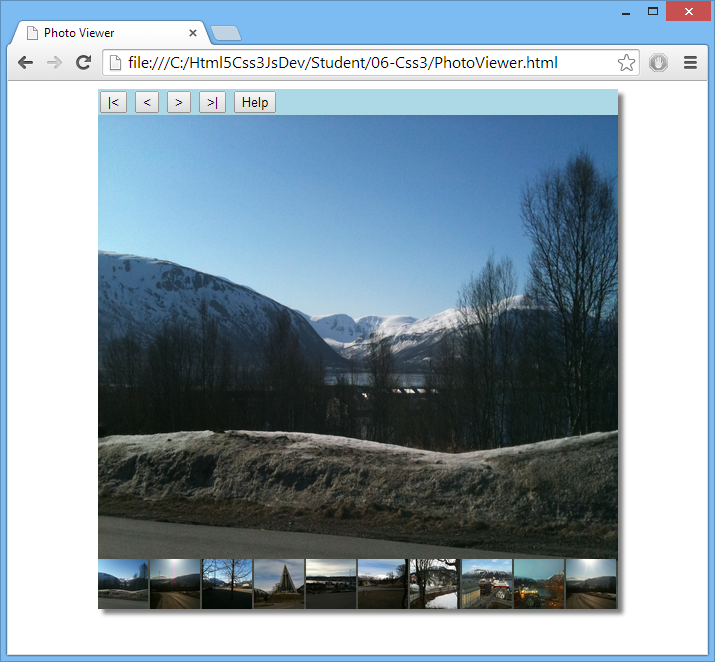 Photo Viewer
file:///C:/Html5Css3JsDev/Student/06-Css3/PhotoViewer.html
|< < > >| Help